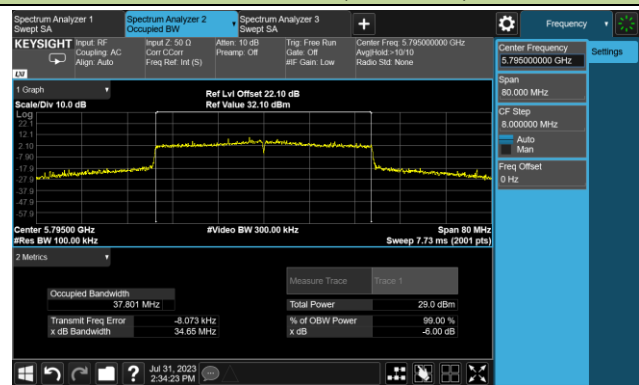 Spectrum Analyzer 1
Swept SA
Spectrum Analyzer 2
Occupied BW
Spectrum Analyzer 3
Swept SA
+
Frequency
KEYSIGHT
Input: RF
Coupling: AC
Align: Auto
Input Z: 50 Ω
Corr CCorr
Freq Ref: Int (S)
Atten: 10 dB
Preamp: Off
Trig: Free Run
Gate: Off
#IF Gain: Low
Center Freq: 5.795000000 GHz
Avg|Hold:>10/10
Radio Std: None
LXI
Center Frequency
5.795000000 GHz
Settings
Span
80.000 MHz
CF Step
8.000000 MHz
Auto
Man
Freq Offset
0 Hz
1 Graph
Scale/Div 10.0 dB
Ref Lvl Offset 22.10 dB
Ref Value 32.10 dBm
Log
22.1
12.1
2.10
-7.90
-17.9
-27.9
-37.9
-47.9
-57.9
Center 5.79500 GHz
#Res BW 100.00 kHz
#Video BW 300.00 kHz
Span 80 MHz
Sweep 7.73 ms (2001 pts)
2 Metrics
Measure Trace
Trace 1
Occupied Bandwidth
37.801 MHz
Total Power
29.0 dBm
Transmit Freq Error
-8.073 kHz
% of OBW Power
99.00 %
x dB Bandwidth
34.65 MHz
x dB
-6.00 dB
?
Jul 31, 2023
2:34:23 PM